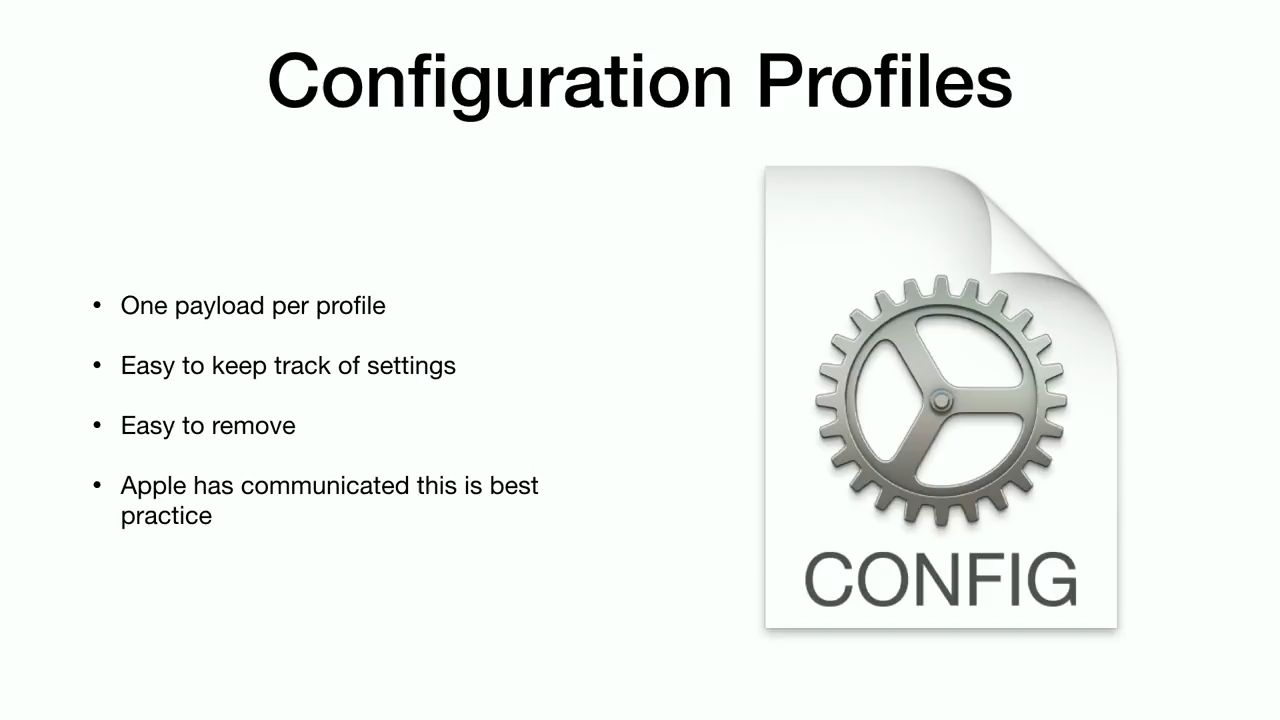 Configuration Profiles
• One payload per profile
• Easy to keep track of settings
• Easy to remove
• Apple has communicated this is best
practice
CONFIG